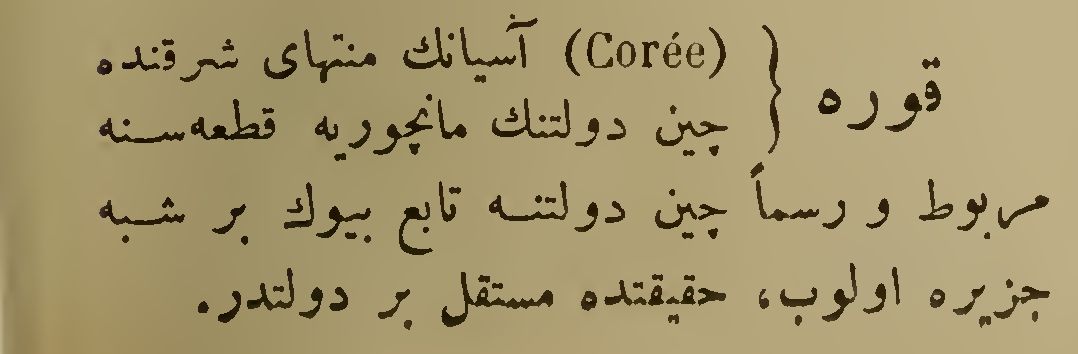 قوره { (Corée) آسیانك منتهای شرقنده
چین دولتنك مانچوریه قطعه‌سنه
مربوط و رسماً چین دولتنه تابع بیوك بر شبه
جزیره اولوب، حقیقتده مستقل بر دولتدر.